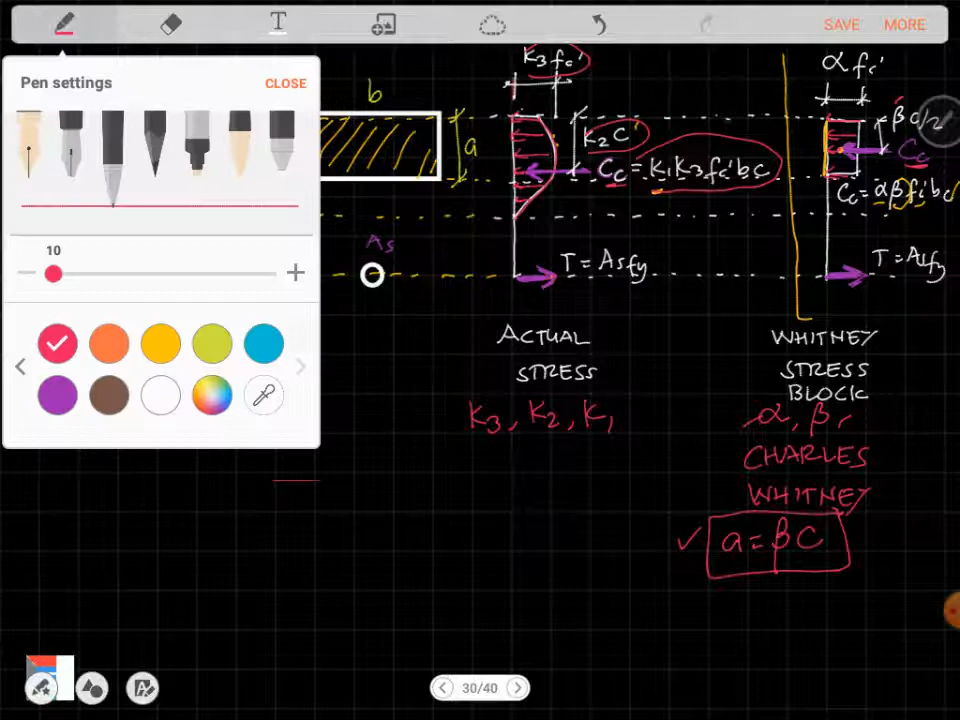 T
SAVE MORE
Pen settings
CLOSE
10
b
a
As
K3fc'
K2C
Cc = K1K3fc'bc
T = Asfy
ACTUAL
STRESS
K3, K2, K1
αfc'
βc/2
Cc
Cc = αβfc'bc
T = Asfy
WHITNEY
STRESS
BLOCK
α, β,
CHARLES
WHITNEY
✓ a = βC
30/40